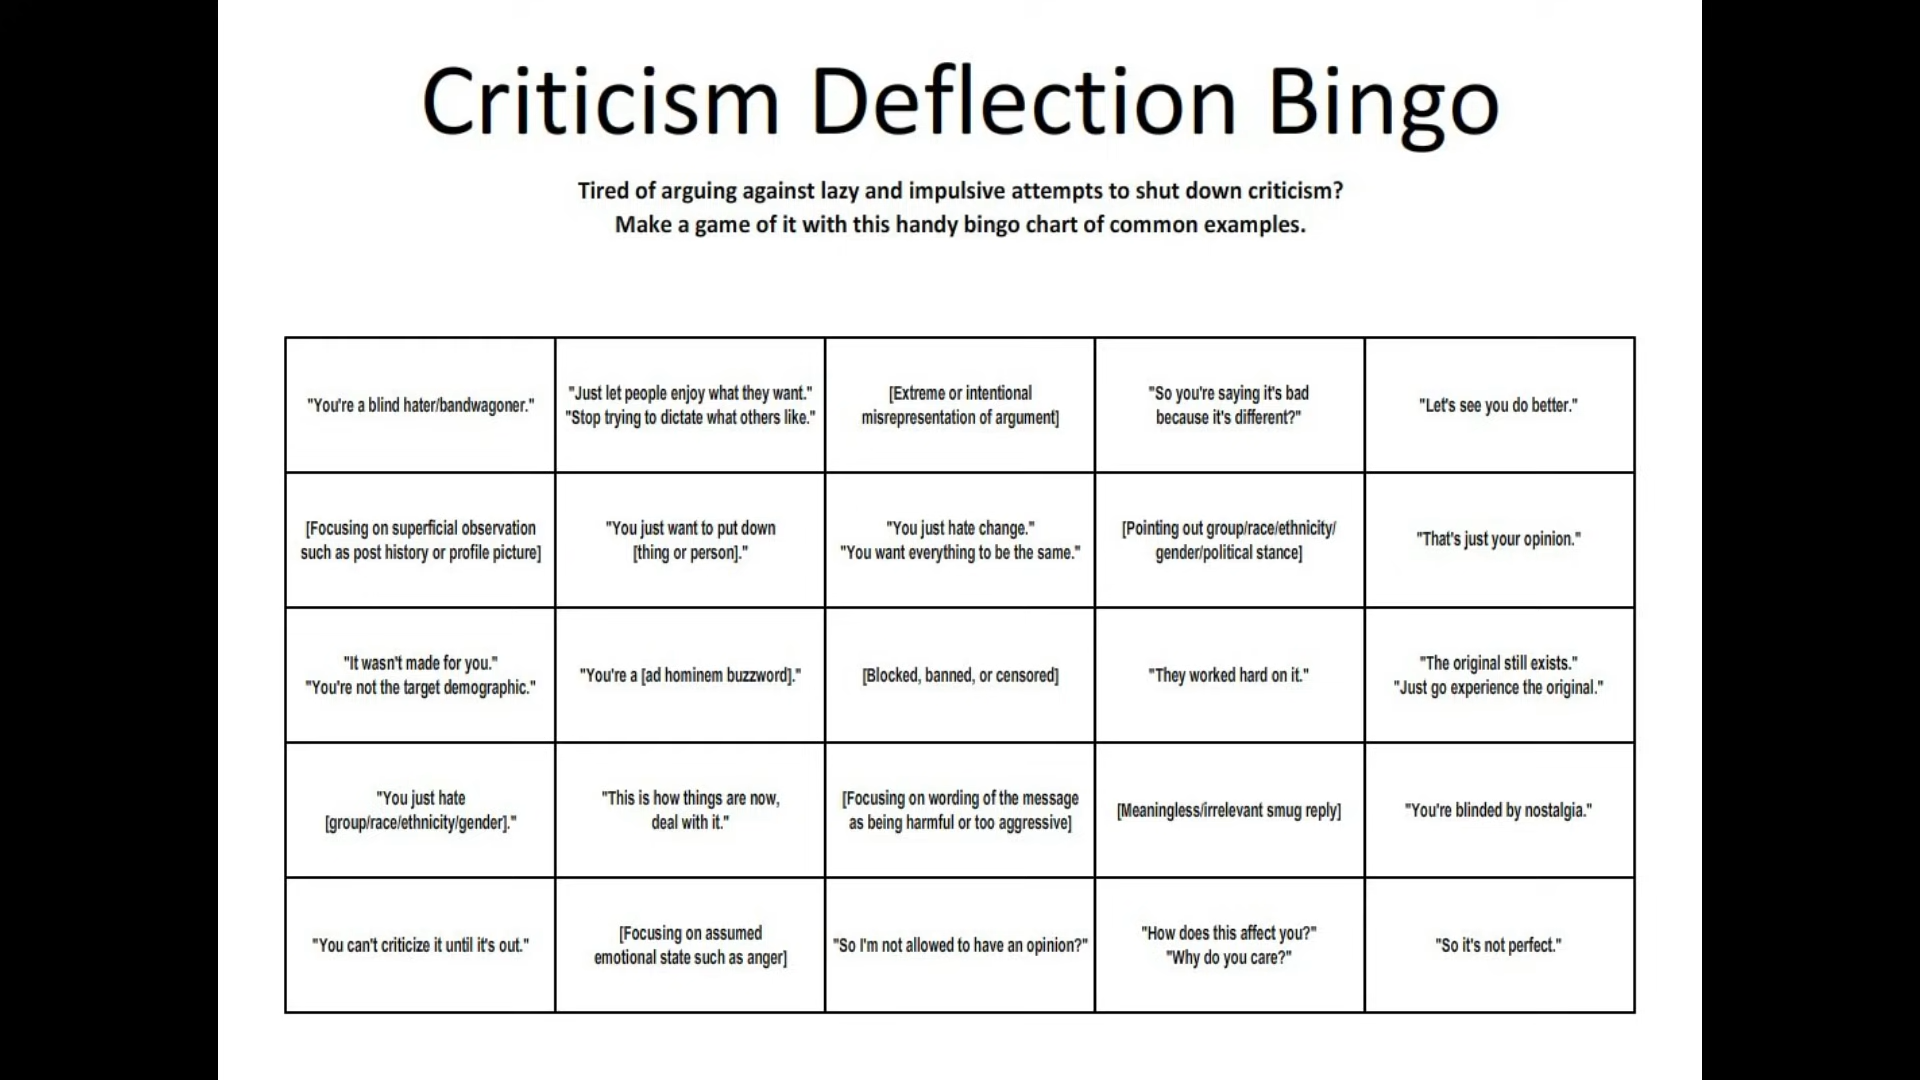 Criticism Deflection Bingo
Tired of arguing against lazy and impulsive attempts to shut down criticism?
Make a game of it with this handy bingo chart of common examples.
"You're a blind hater/bandwagoner."
"Just let people enjoy what they want."
"Stop trying to dictate what others like."
[Extreme or intentional
misrepresentation of argument]
"So you're saying it's bad
because it's different?"
"Let's see you do better."
[Focusing on superficial observation
such as post history or profile picture]
"You just want to put down
[thing or person]."
"You just hate change."
"You want everything to be the same."
[Pointing out group/race/ethnicity/
gender/political stance]
"That's just your opinion."
"It wasn't made for you."
"You're not the target demographic."
"You're a [ad hominem buzzword]."
[Blocked, banned, or censored]
"They worked hard on it."
"The original still exists."
"Just go experience the original."
"You just hate
[group/race/ethnicity/gender]."
"This is how things are now,
deal with it."
[Focusing on wording of the message
as being harmful or too aggressive]
[Meaningless/irrelevant smug reply]
"You're blinded by nostalgia."
"You can't criticize it until it's out."
[Focusing on assumed
emotional state such as anger]
"So I'm not allowed to have an opinion?"
"How does this affect you?"
"Why do you care?"
"So it's not perfect."